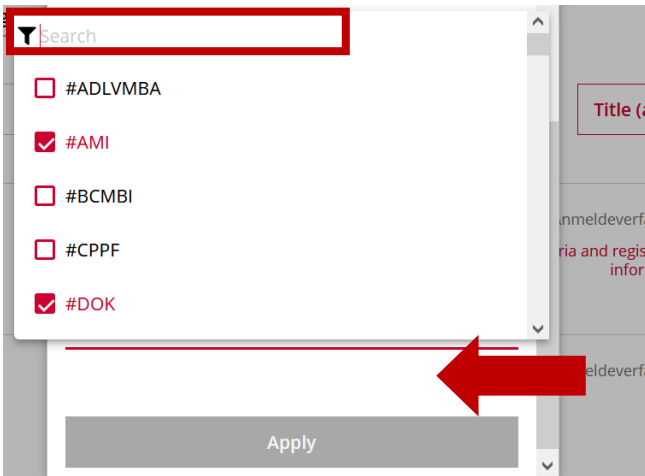 Search
#ADLVMBA
Title (a
#AMI
#BCMBI
nmeldeverfa
#CPPF
ria and regis
infor
#DOK
eldeverfa
Apply